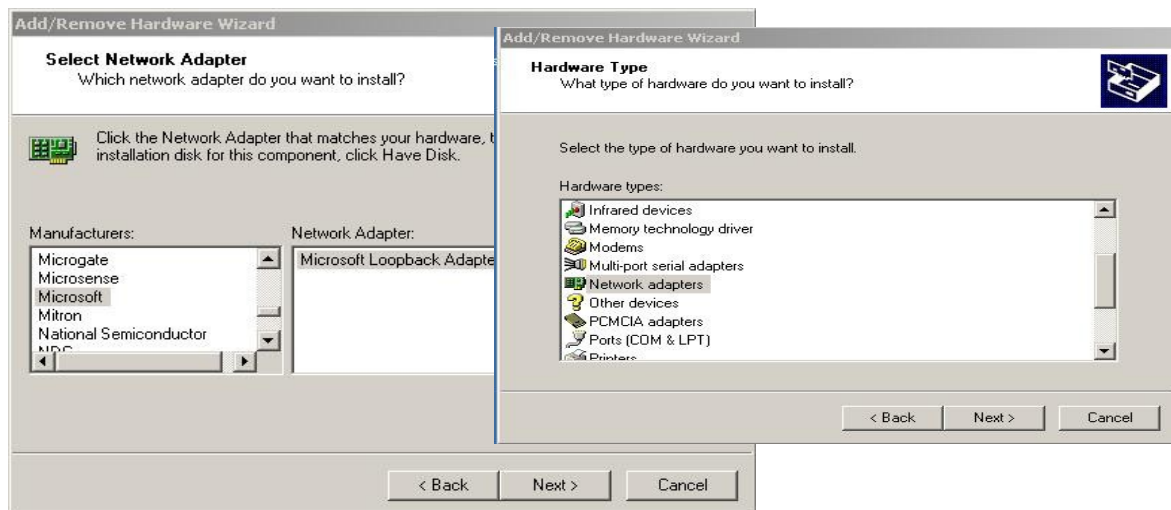 Add/Remove Hardware Wizard
Select Network Adapter
Which network adapter do you want to install?
Click the Network Adapter that matches your hardware,
installation disk for this component, click Have Disk.
Manufacturers:
Microgate
Microsense
Microsoft
Mitron
National Semiconductor
Network Adapter:
Microsoft Loopback Adapte
< Back
Next >
Cancel
Add/Remove Hardware Wizard
Hardware Type
What type of hardware do you want to install?
Select the type of hardware you want to install.
Hardware types:
Infrared devices
Memory technology driver
Modems
Multi-port serial adapters
Network adapters
Other devices
PCMCIA adapters
Ports (COM & LPT)
Printers
< Back
Next >
Cancel